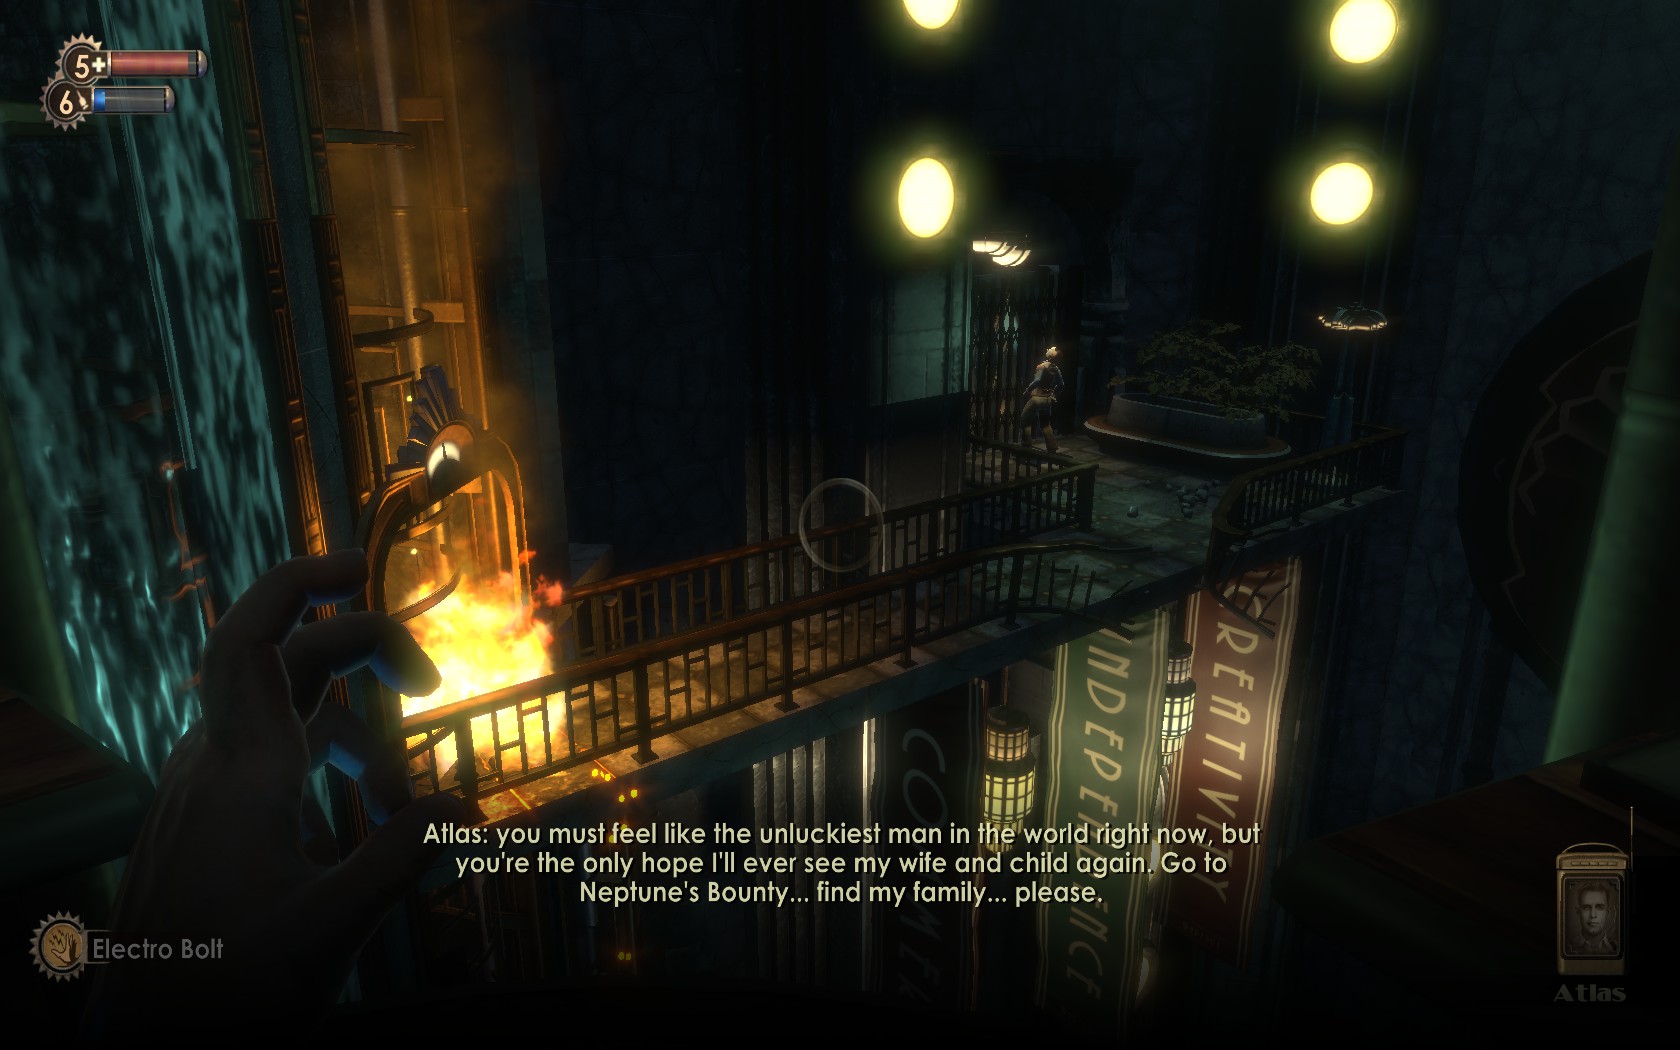 5+
6
Atlas: you must feel like the unluckiest man in the world right now, but
you're the only hope I'll ever see my wife and child again. Go to
Neptune's Bounty... find my family... please.
Electro Bolt
Atlas
INDEPENDENCE
CREATIVITY